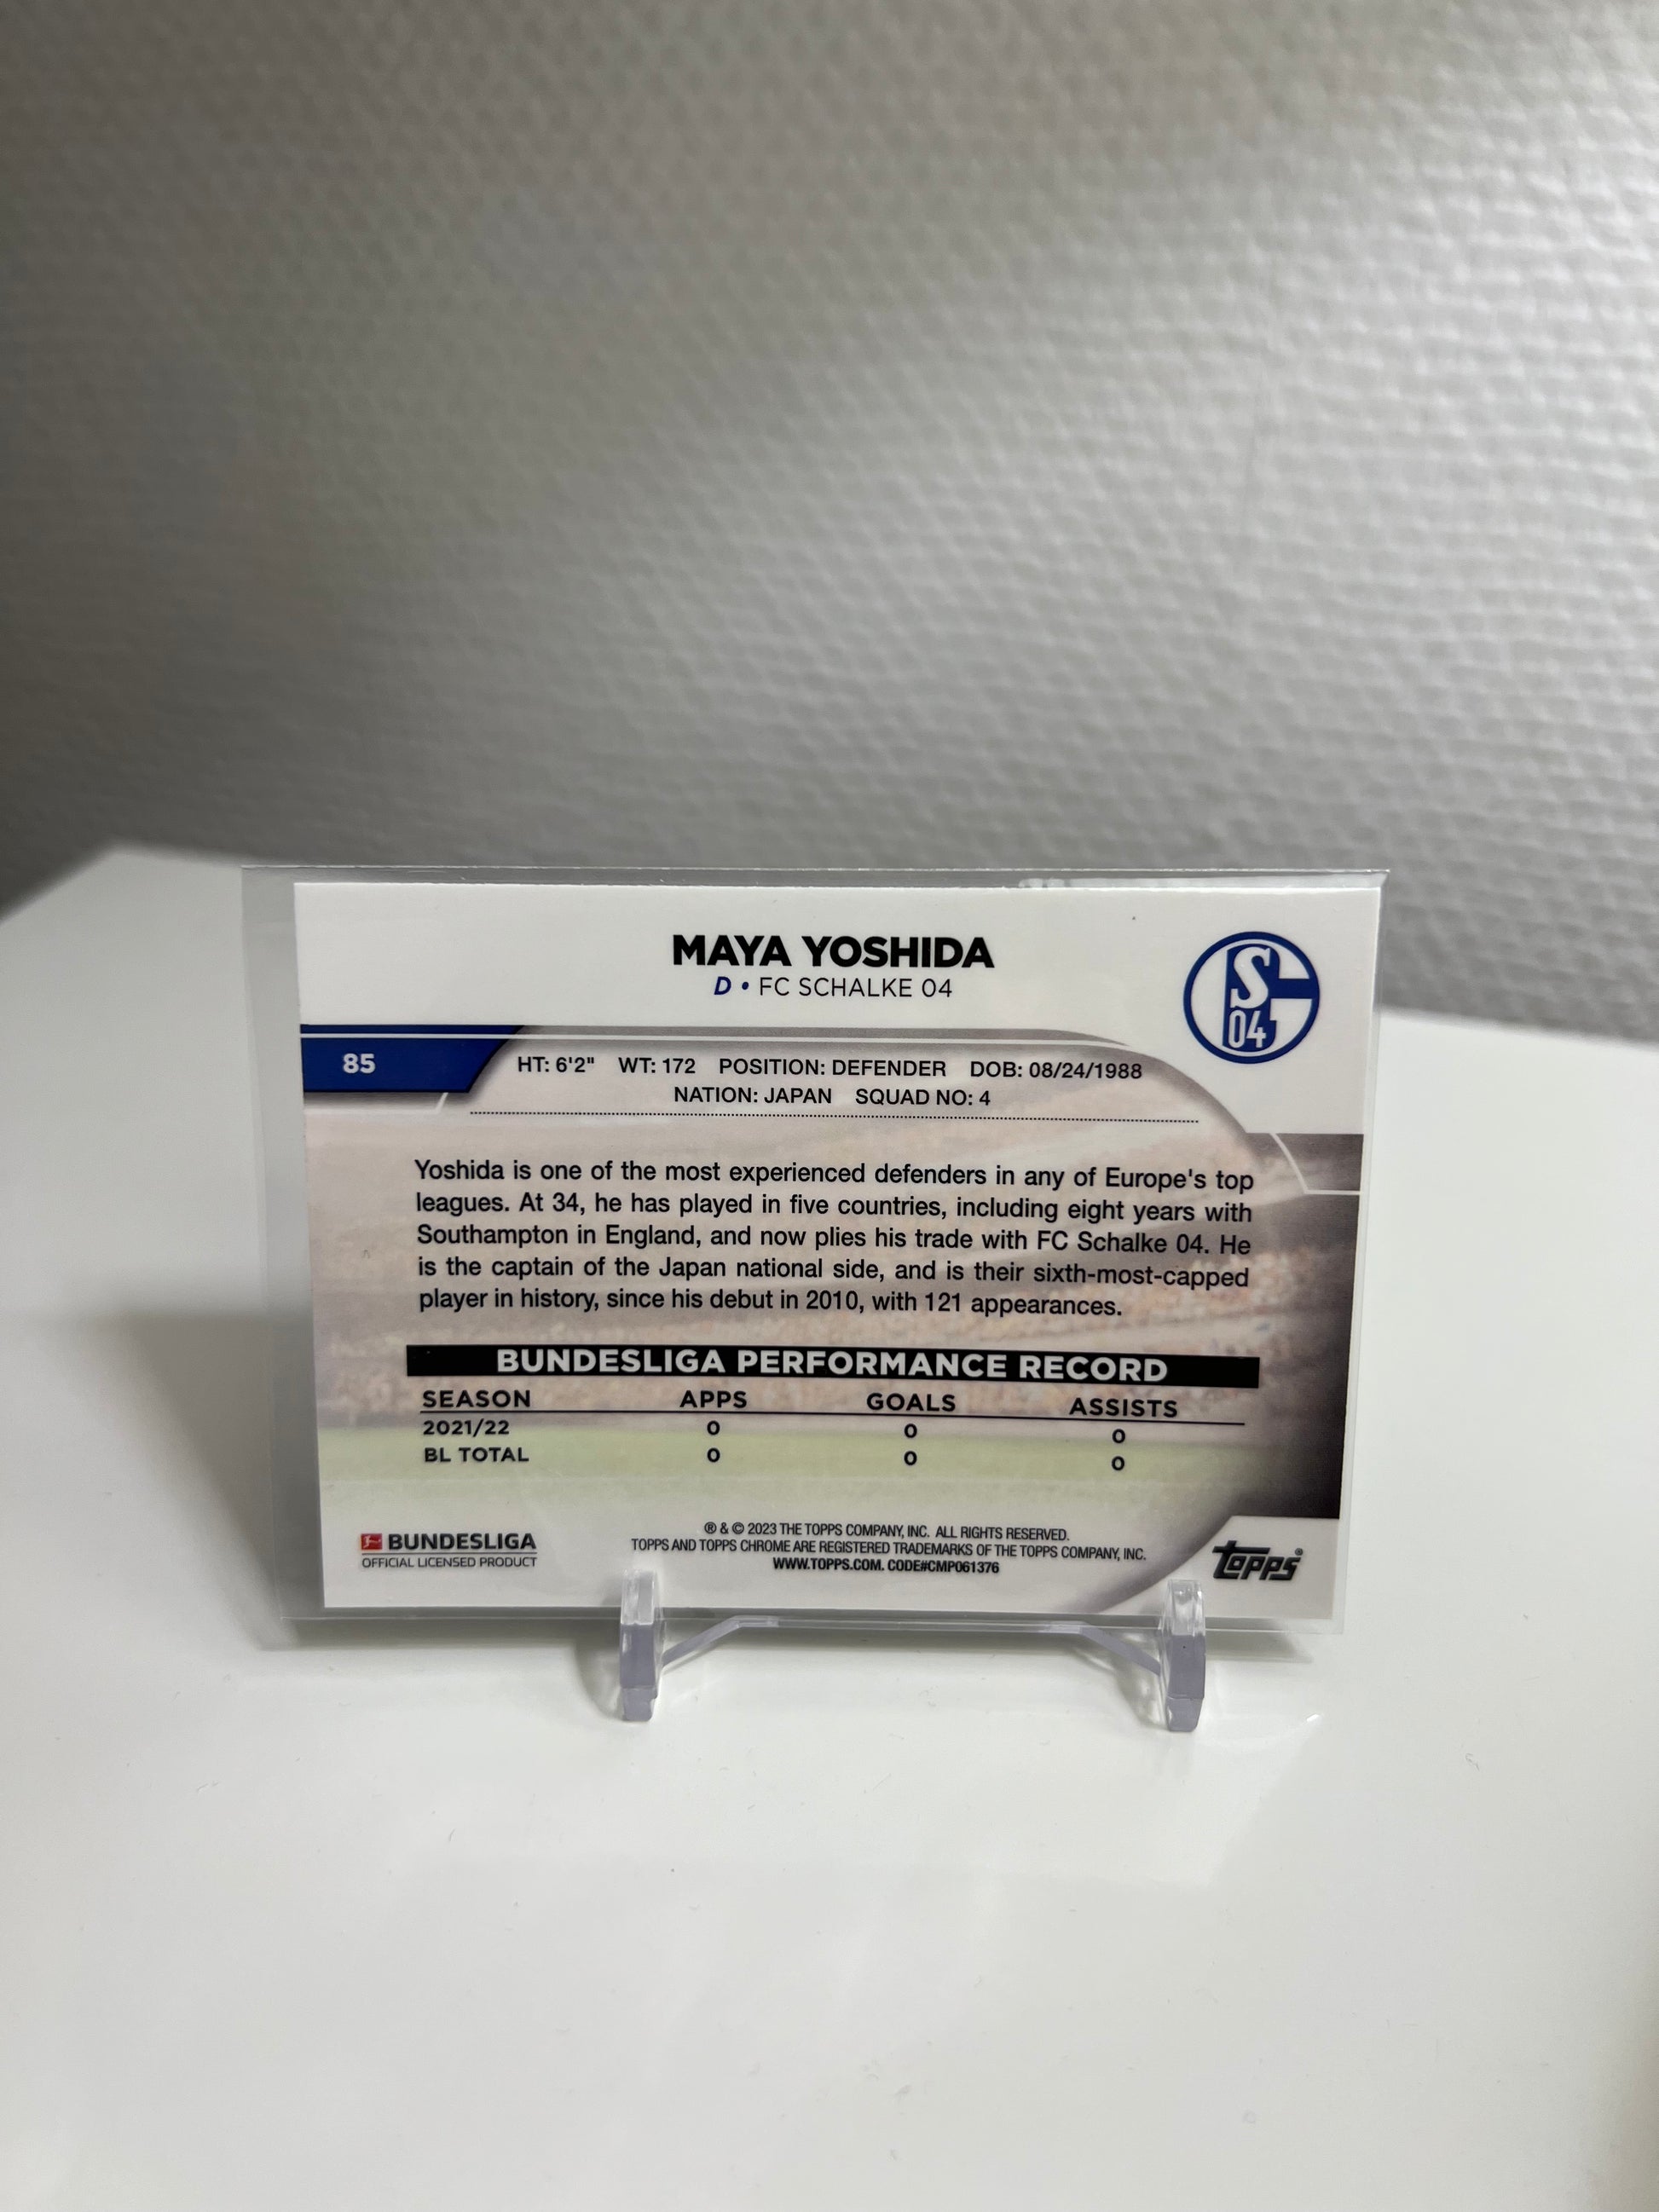 MAYA YOSHIDA
D • FC SCHALKE 04
S
04
85
HT: 6'2" WT: 172 POSITION: DEFENDER DOB: 08/24/1988
NATION: JAPAN SQUAD NO: 4
Yoshida is one of the most experienced defenders in any of Europe's top
leagues. At 34, he has played in five countries, including eight years with
Southampton in England, and now plies his trade with FC Schalke 04. He
is the captain of the Japan national side, and is their sixth-most-capped
player in history, since his debut in 2010, with 121 appearances.
BUNDESLIGA PERFORMANCE RECORD
SEASON APPS GOALS ASSISTS
2021/22 0 0 0
BL TOTAL 0 0 0
BUNDESLIGA
OFFICIAL LICENSED PRODUCT
® & © 2023 THE TOPPS COMPANY, INC. ALL RIGHTS RESERVED.
TOPPS AND TOPPS CHROME ARE REGISTERED TRADEMARKS OF THE TOPPS COMPANY, INC.
WWW.TOPPS.COM. CODE#CMP061376
topps®